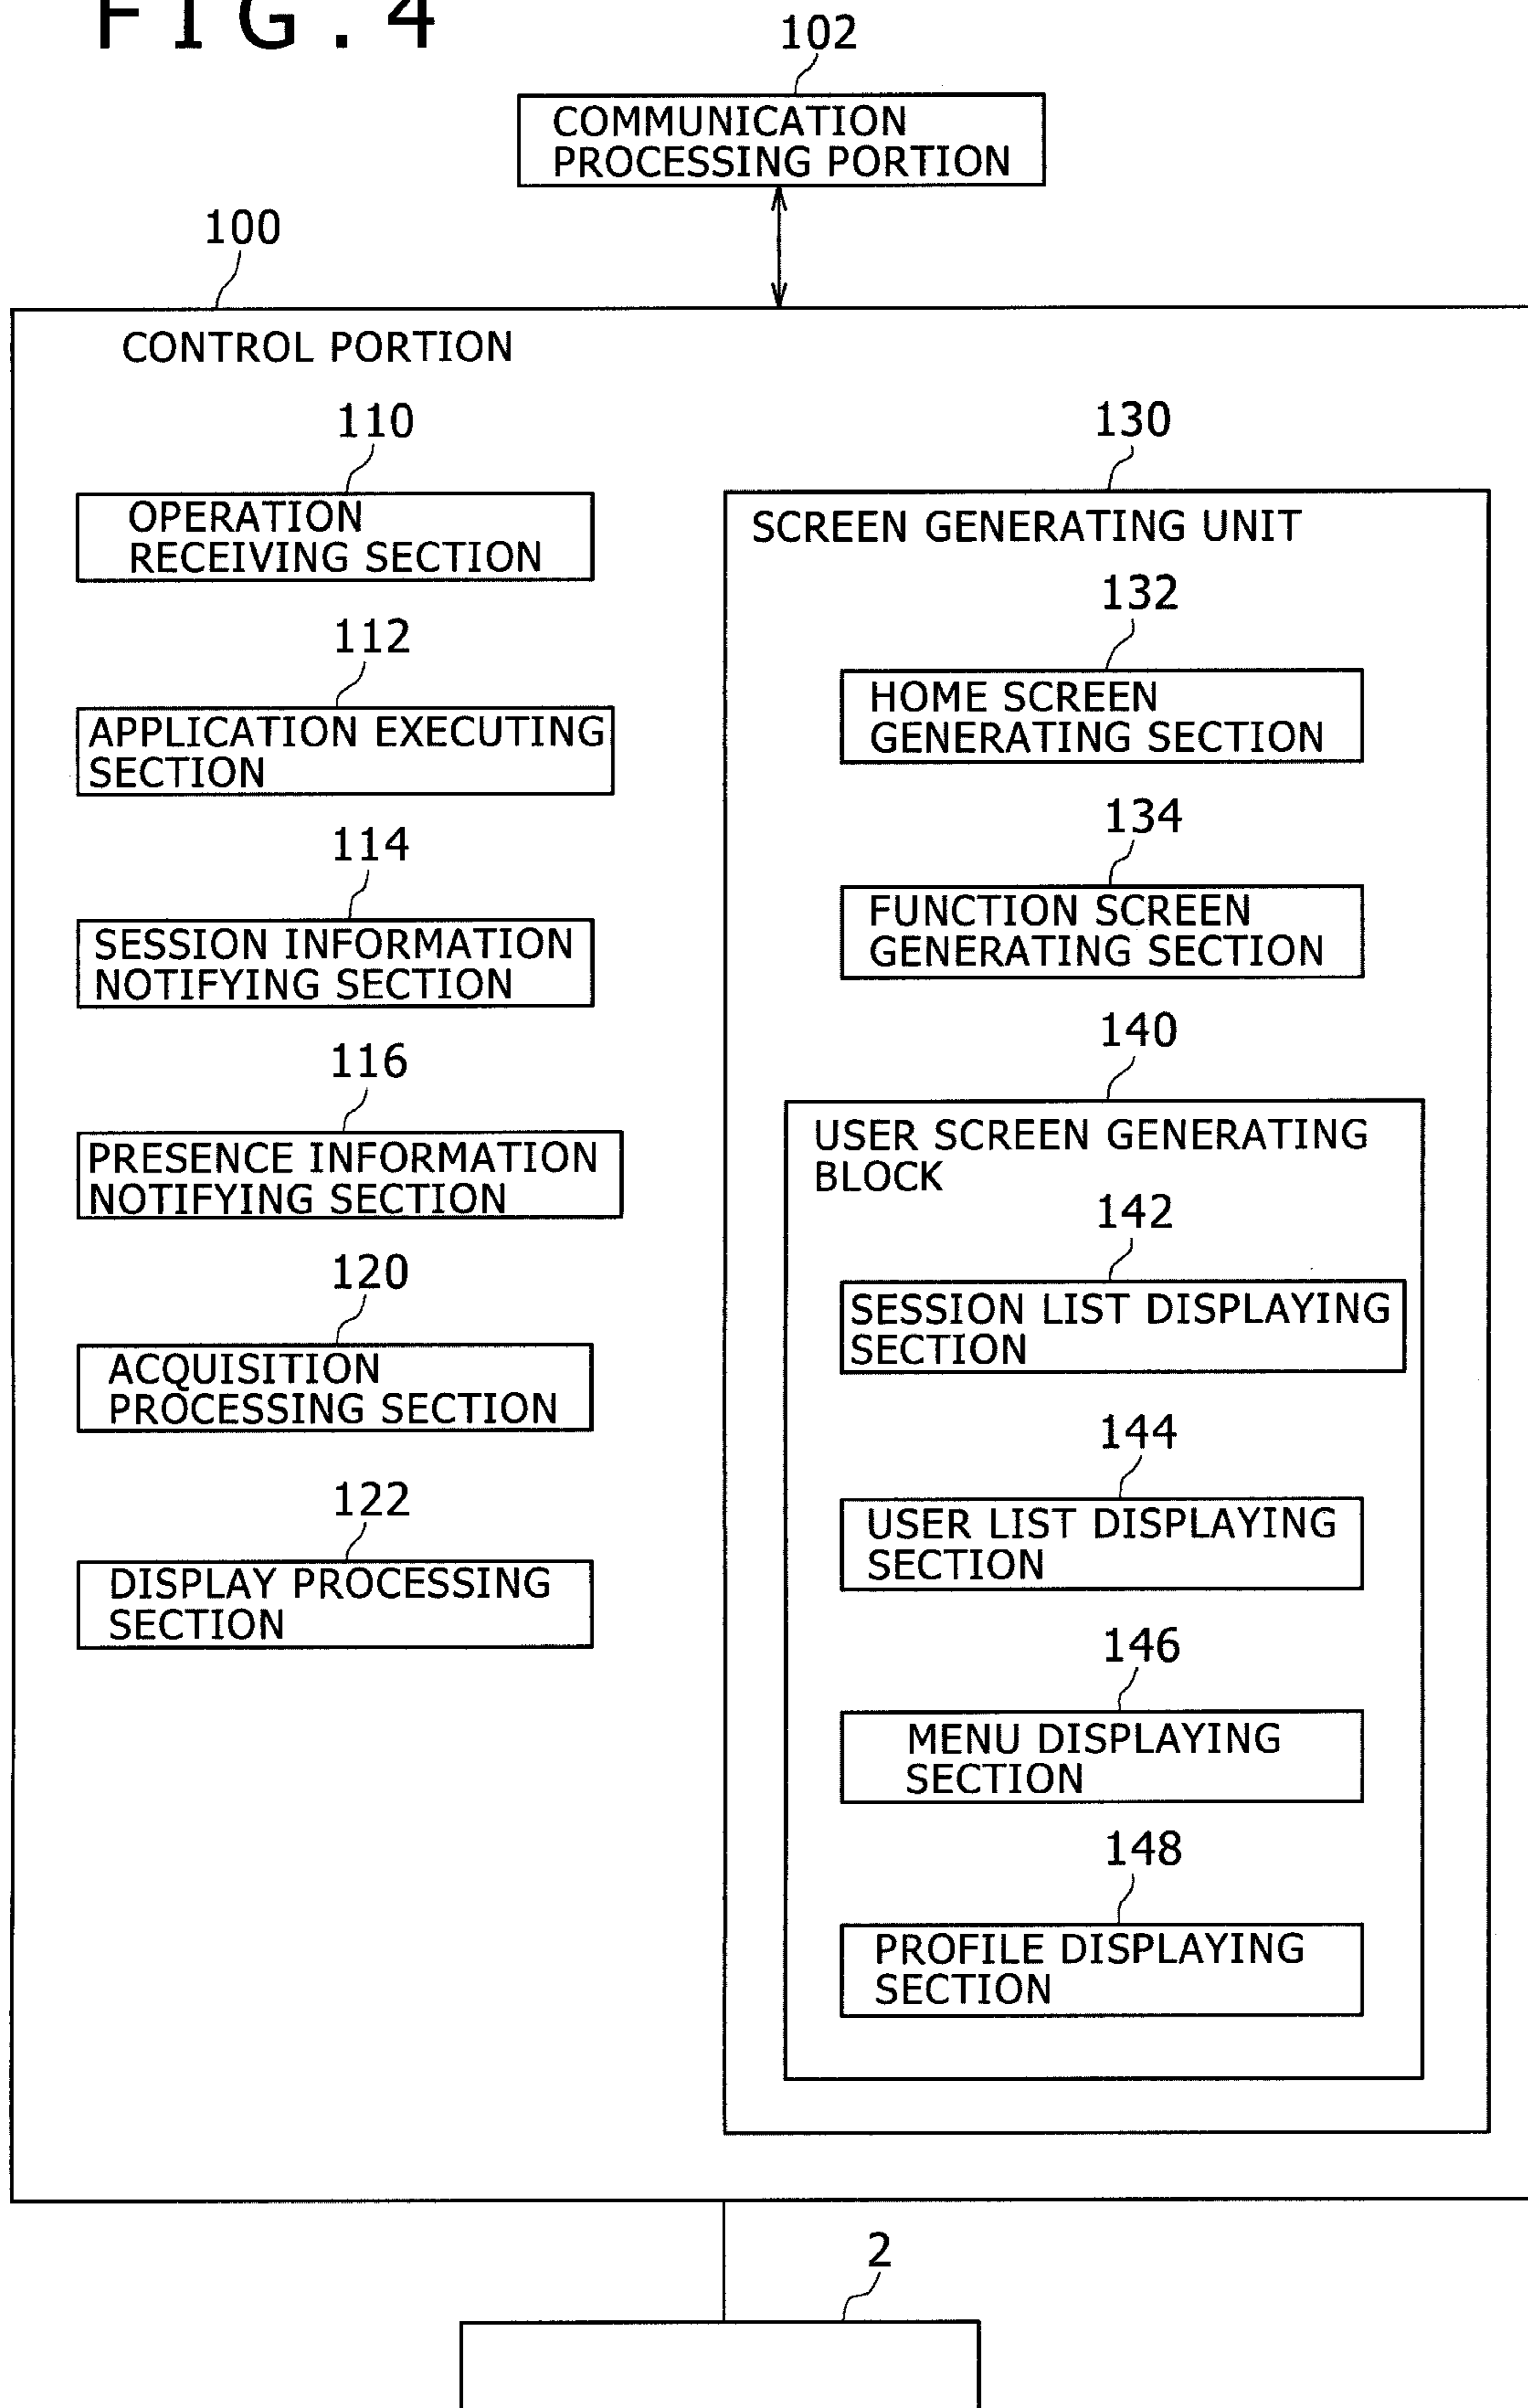 FIG.4
102
COMMUNICATION
PROCESSING PORTION
100
CONTROL PORTION
110
OPERATION
RECEIVING SECTION
112
APPLICATION EXECUTING
SECTION
114
SESSION INFORMATION
NOTIFYING SECTION
116
PRESENCE INFORMATION
NOTIFYING SECTION
120
ACQUISITION
PROCESSING SECTION
122
DISPLAY PROCESSING
SECTION
130
SCREEN GENERATING UNIT
132
HOME SCREEN
GENERATING SECTION
134
FUNCTION SCREEN
GENERATING SECTION
140
USER SCREEN GENERATING
BLOCK
142
SESSION LIST DISPLAYING
SECTION
144
USER LIST DISPLAYING
SECTION
146
MENU DISPLAYING
SECTION
148
PROFILE DISPLAYING
SECTION
2